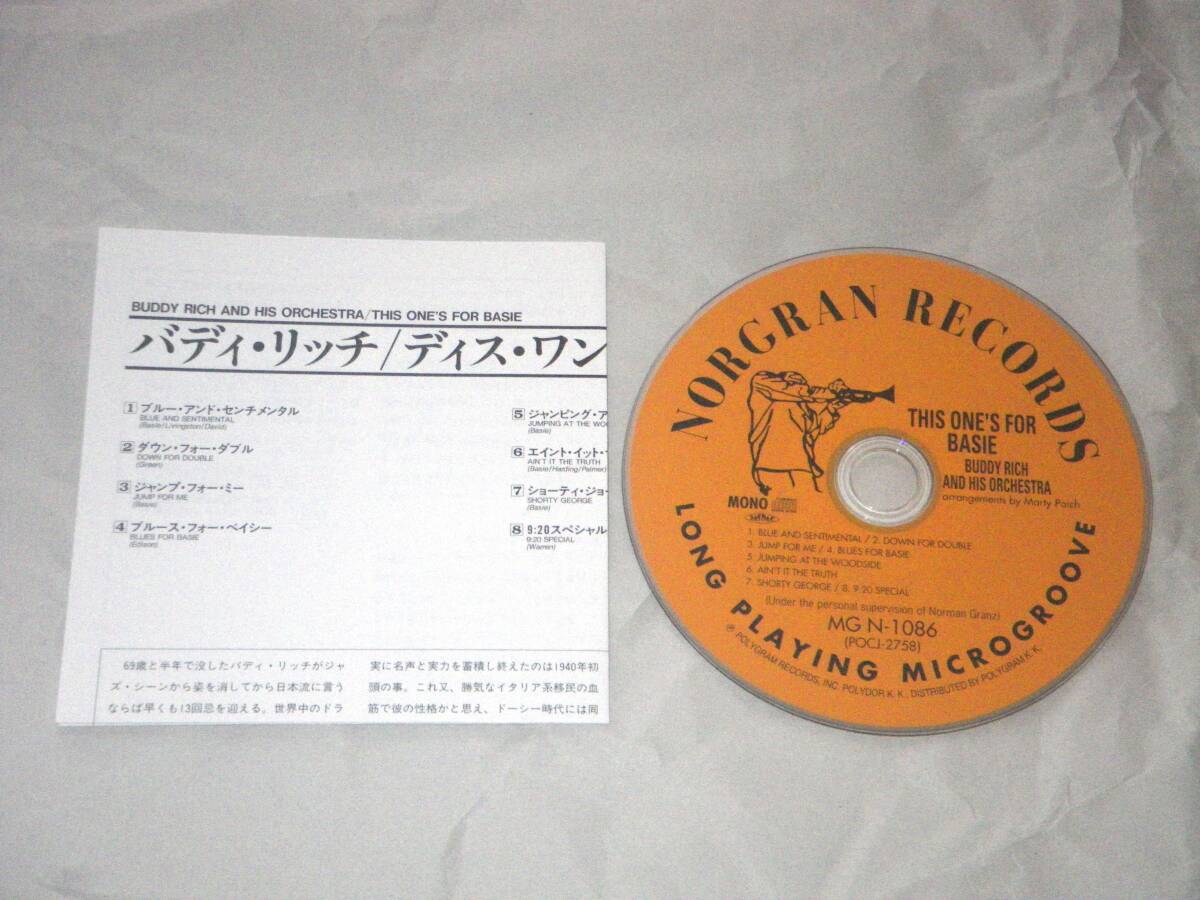 BUDDY RICH AND HIS ORCHESTRA/THIS ONE'S FOR BASIE
バディ・リッチ/ディス・ワン
1 ブルー・アンド・センチメンタル
BLUE AND SENTIMENTAL
(Basie/Livingston/David)
2 ダウン・フォー・ダブル
DOWN FOR DOUBLE
(Green)
3 ジャンプ・フォー・ミー
JUMP FOR ME
(Basie)
4 ブルース・フォー・ベイシー
BLUES FOR BASIE
(Edison)
5 ジャンピング・ア
JUMPING AT THE WOO
(Basie)
6 エイント・イット・
AIN'T IT THE TRUTH
(Basie/Harding/Palmer)
7 ショーティ・ジョー
SHORTY GEORGE
(Basie)
8 9:20スペシャル
9:20 SPECIAL
(Warren)
69歳と半年で没したバディ・リッチがジャ
ズ・シーンから姿を消してから日本流に言う
ならば早くも13回忌を迎える。世界中のドラ
実に名声と実力を蓄積し終えたのは1940年初
頭の事。これ又、勝気なイタリア系移民の血
筋で彼の性格かと思え、ドーシー時代には同
NORGRAN RECORDS
THIS ONE'S FOR
BASIE
BUDDY RICH
AND HIS ORCHESTRA
arrangements by Marty Paich
MONO
1. BLUE AND SENTIMENTAL / 2. DOWN FOR DOUBLE
3. JUMP FOR ME / 4. BLUES FOR BASIE
5. JUMPING AT THE WOODSIDE
6. AIN'T IT THE TRUTH
7. SHORTY GEORGE / 8. 9:20 SPECIAL
(Under the personal supervision of Norman Granz)
MG N-1086
(POCJ-2758)
LONG PLAYING MICROGROOVE
℗ POLYGRAM RECORDS, INC. POLYDOR K. K., DISTRIBUTED BY POLYGRAM K. K.